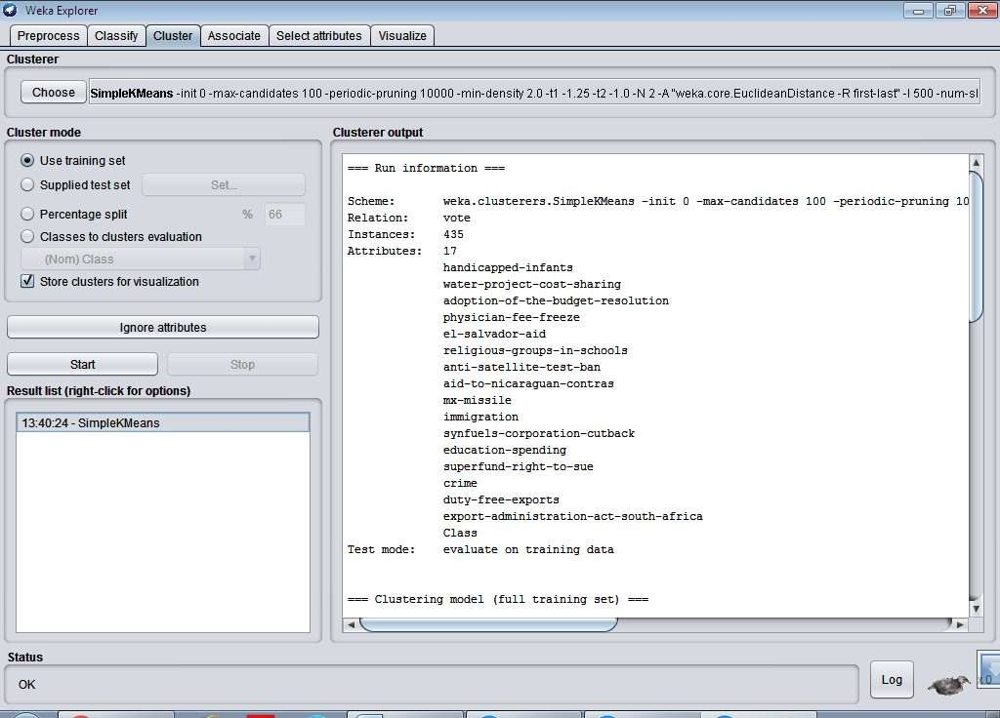 Weka Explorer
Preprocess Classify Cluster Associate Select attributes Visualize
Clusterer
Choose SimpleKMeans -init 0 -max-candidates 100 -periodic-pruning 10000 -min-density 2.0 -t1 -1.25 -t2 -1.0 -N 2 -A "weka.core.EuclideanDistance -R first-last" -I 500 -num-sl
Cluster mode
Use training set
Supplied test set Set...
Percentage split % 66
Classes to clusters evaluation
(Nom) Class
Store clusters for visualization
Ignore attributes
Start Stop
Result list (right-click for options)
13:40:24 - SimpleKMeans
Clusterer output
=== Run information ===
Scheme: weka.clusterers.SimpleKMeans -init 0 -max-candidates 100 -periodic-pruning 10
Relation: vote
Instances: 435
Attributes: 17
handicapped-infants
water-project-cost-sharing
adoption-of-the-budget-resolution
physician-fee-freeze
el-salvador-aid
religious-groups-in-schools
anti-satellite-test-ban
aid-to-nicaraguan-contras
mx-missile
immigration
synfuels-corporation-cutback
education-spending
superfund-right-to-sue
crime
duty-free-exports
export-administration-act-south-africa
Class
Test mode: evaluate on training data
=== Clustering model (full training set) ===
Status
OK
Log
x 0